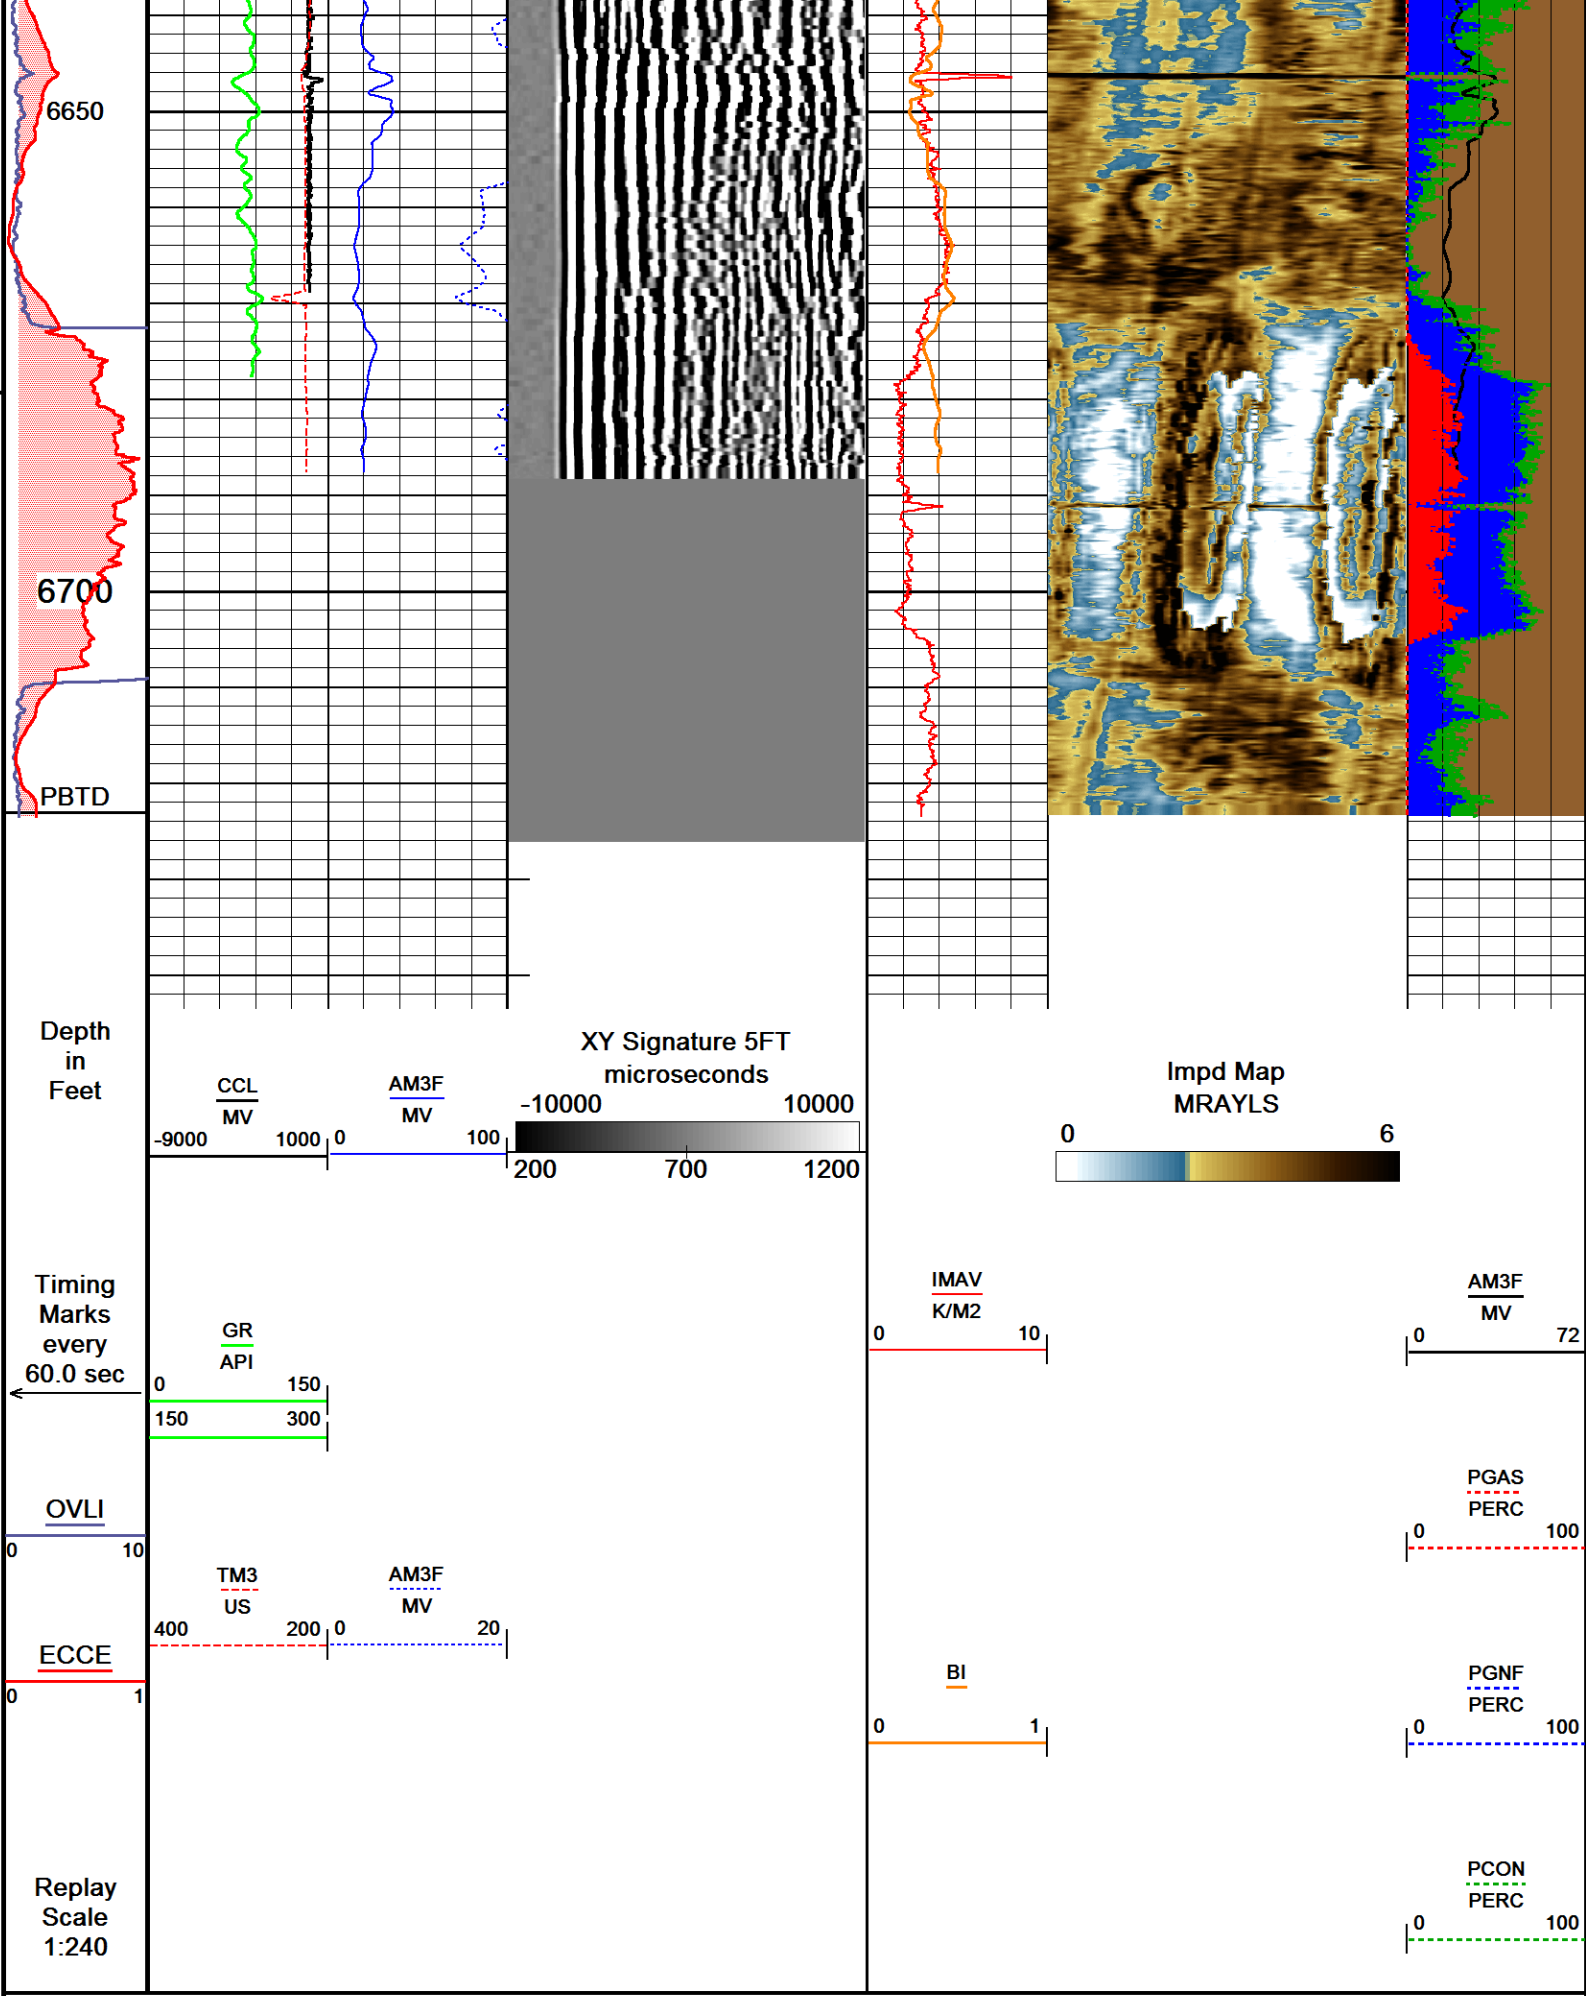 6650
6700
PBTD
Depth
in
Feet
CCL
MV
-9000 1000
AM3F
MV
0 100
XY Signature 5FT
microseconds
-10000 10000
200 700 1200
Impd Map
MRAYLS
0 6
Timing
Marks
every
60.0 sec
GR
API
0 150
150 300
IMAV
K/M2
0 10
AM3F
MV
0 72
OVLI
0 10
PGAS
PERC
0 100
TM3
US
400 200
AM3F
MV
0 20
ECCE
0 1
BI
0 1
PGNF
PERC
0 100
Replay
Scale
1:240
PCON
PERC
0 100